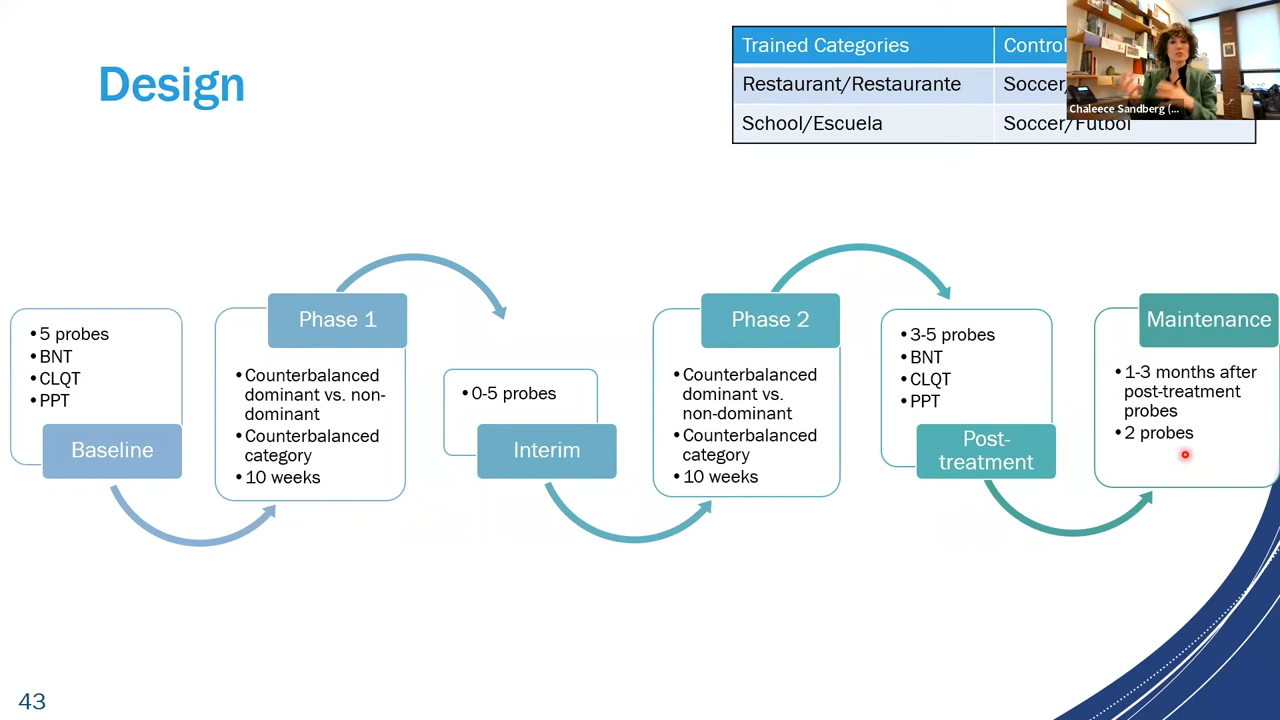 Design
Trained Categories Control
Restaurant/Restaurante Soccer/
School/Escuela Soccer/Fútbol
Chaleece Sandberg (...
•5 probes
•BNT
•CLQT
•PPT
Baseline
Phase 1
•Counterbalanced
dominant vs. non-
dominant
•Counterbalanced
category
•10 weeks
•0-5 probes
Interim
Phase 2
•Counterbalanced
dominant vs.
non-dominant
•Counterbalanced
category
•10 weeks
•3-5 probes
•BNT
•CLQT
•PPT
Post-
treatment
Maintenance
•1-3 months after
post-treatment
probes
•2 probes
43